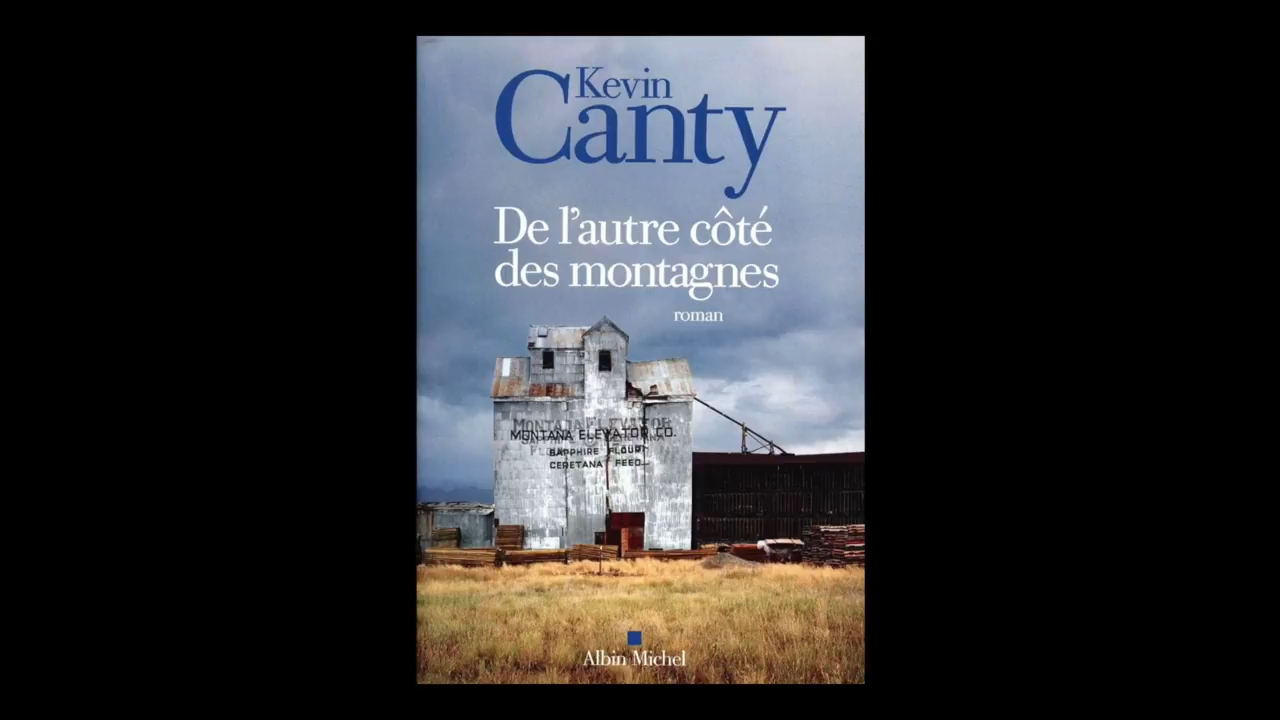 Kevin
Canty
De l'autre côté
des montagnes
roman
MONTANA ELEVATOR CO.
SAPPHIRE FLOUR
CERETANA FEED
Albin Michel